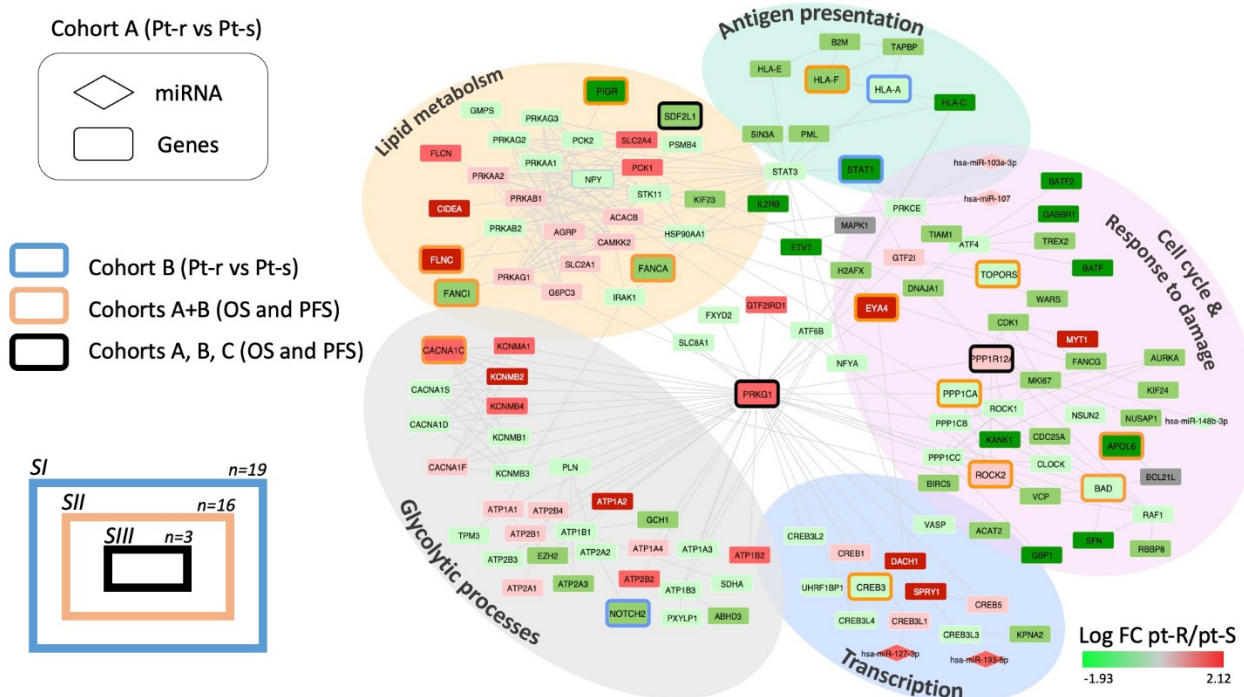 Cohort A (Pt-r vs Pt-s)
miRNA
Genes
Cohort B (Pt-r vs Pt-s)
Cohorts A+B (OS and PFS)
Cohorts A, B, C (OS and PFS)
SI
n=19
SII
n=16
SIII
n=3
Antigen presentation
B2M
TAPBP
HLA-E
HLA-F
HLA-A
HLA-C
SIN3A
PML
STAT3
STAT1
Lipid metabolsm
PIGR
SDF2L1
GMPS
PRKAG3
PRKAG2
PCK2
SLC2A4
PSMB4
FLCN
PRKAA1
PCK1
PRKAA2
NPY
STK11
KIF23
IL2RB
CIDEA
PRKAB1
ACACB
PRKAB2
AGRP
CAMKK2
HSP90AA1
FLNC
SLC2A1
FANCA
FANCI
PRKAG1
G6PC3
IRAK1
ETV7
MAPK1
H2AFX
FXYD2
GTF2IRD1
SLC8A1
ATF6B
NFYA
PRKG1
Cell cycle &
Response to damage
hsa-miR-103a-3p
hsa-miR-107
BATF2
PRKCE
GABBR1
TIAM1
ATF4
TREX2
GTF2I
TOPORS
BATF
DNAJA1
WARS
EYA4
CDK1
MYT1
PPP1R12A
FANCG
AURKA
MKI67
KIF24
PPP1CA
ROCK1
NSUN2
NUSAP1
hsa-miR-148b-3p
PPP1CB
KANK1
CDC25A
APOL6
PPP1CC
CLOCK
ROCK2
BCL21L
BIRC5
VCP
BAD
RAF1
SFN
RBBP8
GBP1
Glycolytic processes
CACNA1C
KCNMA1
CACNA1S
KCNMB2
KCNMB4
CACNA1D
KCNMB1
CACNA1F
KCNMB3
PLN
ATP1A2
ATP1A1
ATP2B4
GCH1
TPM3
ATP2B1
ATP1B1
ATP1A4
ATP1A3
ATP1B2
ATP2B3
EZH2
ATP2A2
ATP2A1
ATP2A3
ATP2B2
ATP1B3
SDHA
NOTCH2
PXYLP1
ABHD3
Transcription
VASP
ACAT2
CREB3L2
CREB1
DACH1
UHRF1BP1
CREB3
SPRY1
CREB5
CREB3L4
CREB3L1
CREB3L3
KPNA2
hsa-miR-127-3p
hsa-miR-193-5p
Log FC pt-R/pt-S
-1.93
2.12